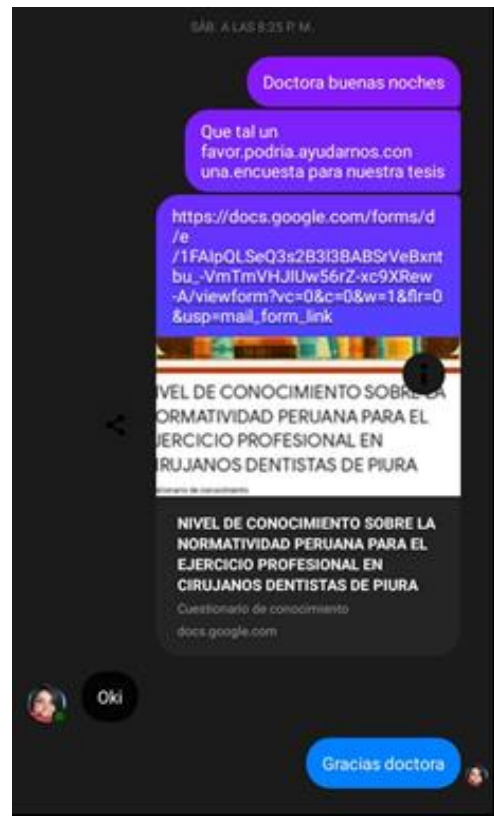 SÁB. A LAS 8:25 P. M.
Doctora buenas noches
Que tal un
favor.podria.ayudarnos.con
una.encuesta para nuestra tesis
https://docs.google.com/forms/d
/e
/1FAIpQLSeQ3s2B3l3BABSrVeBxnt
bu_-VmTmVHJIUw56rZ-xc9XRew
-A/viewform?vc=0&c=0&w=1&flr=0
&usp=mail_form_link
IVEL DE CONOCIMIENTO SOBRE LA
ORMATIVIDAD PERUANA PARA EL
JERCICIO PROFESIONAL EN
IRUJANOS DENTISTAS DE PIURA
NIVEL DE CONOCIMIENTO SOBRE LA
NORMATIVIDAD PERUANA PARA EL
EJERCICIO PROFESIONAL EN
CIRUJANOS DENTISTAS DE PIURA
Cuestionario de conocimiento
docs.google.com
Oki
Gracias doctora